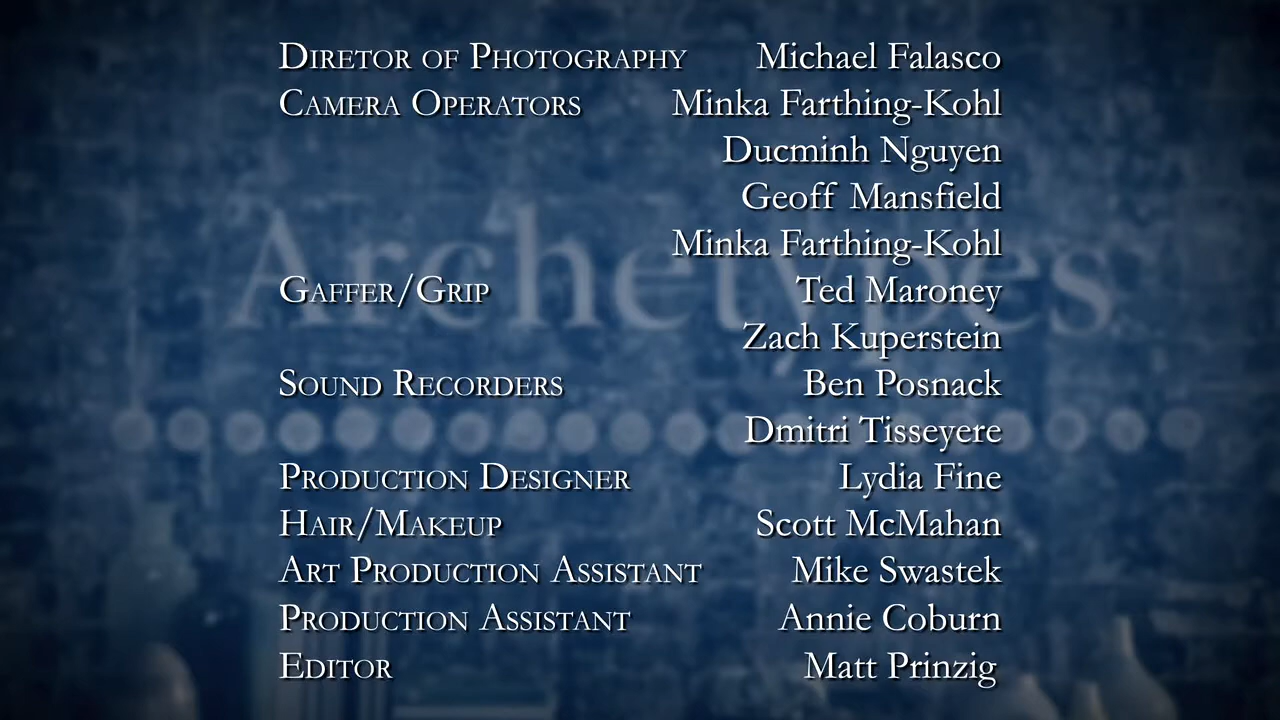 Diretor of Photography Michael Falasco
Camera Operators Minka Farthing-Kohl
Ducminh Nguyen
Geoff Mansfield
Minka Farthing-Kohl
Archetypes
Gaffer/Grip Ted Maroney
Zach Kuperstein
Sound Recorders Ben Posnack
Dmitri Tisseyere
Production Designer Lydia Fine
Hair/Makeup Scott McMahan
Art Production Assistant Mike Swastek
Production Assistant Annie Coburn
Editor Matt Prinzig